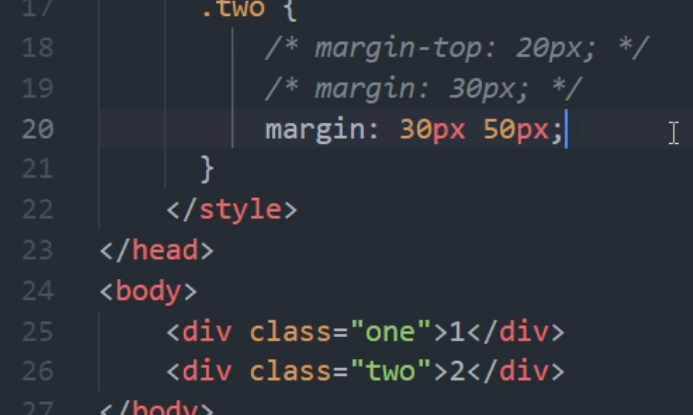 17 .two {
18 /* margin-top: 20px; */
19 /* margin: 30px; */
20 margin: 30px 50px;
21 }
22 </style>
23 </head>
24 <body>
25 <div class="one">1</div>
26 <div class="two">2</div>
27 </body>